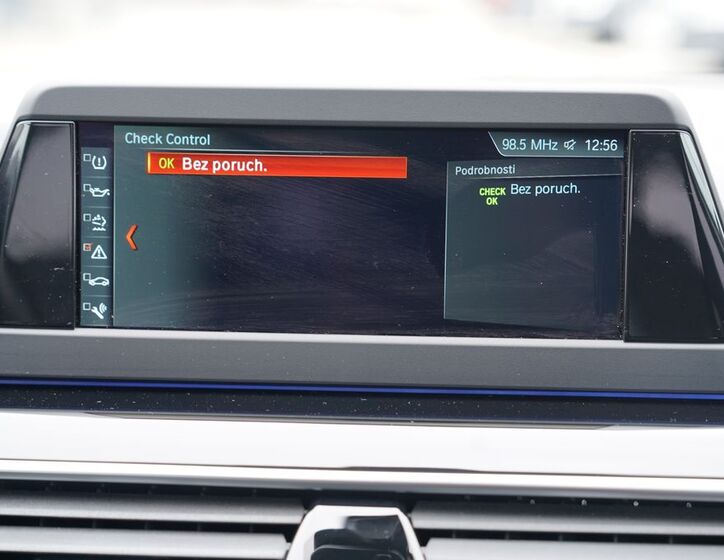 Check Control
98.5 MHz 12:56
OK Bez poruch.
Podrobnosti
CHECK OK Bez poruch.